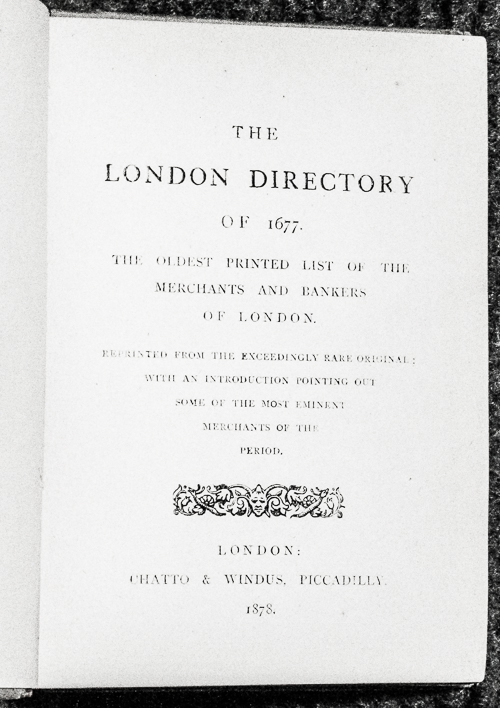 THE
LONDON DIRECTORY
OF 1677.
THE OLDEST PRINTED LIST OF THE
MERCHANTS AND BANKERS
OF LONDON.
REPRINTED FROM THE EXCEEDINGLY RARE ORIGINAL;
WITH AN INTRODUCTION POINTING OUT
SOME OF THE MOST EMINENT
MERCHANTS OF THE
PERIOD.
LONDON:
CHATTO & WINDUS, PICCADILLY.
1878.